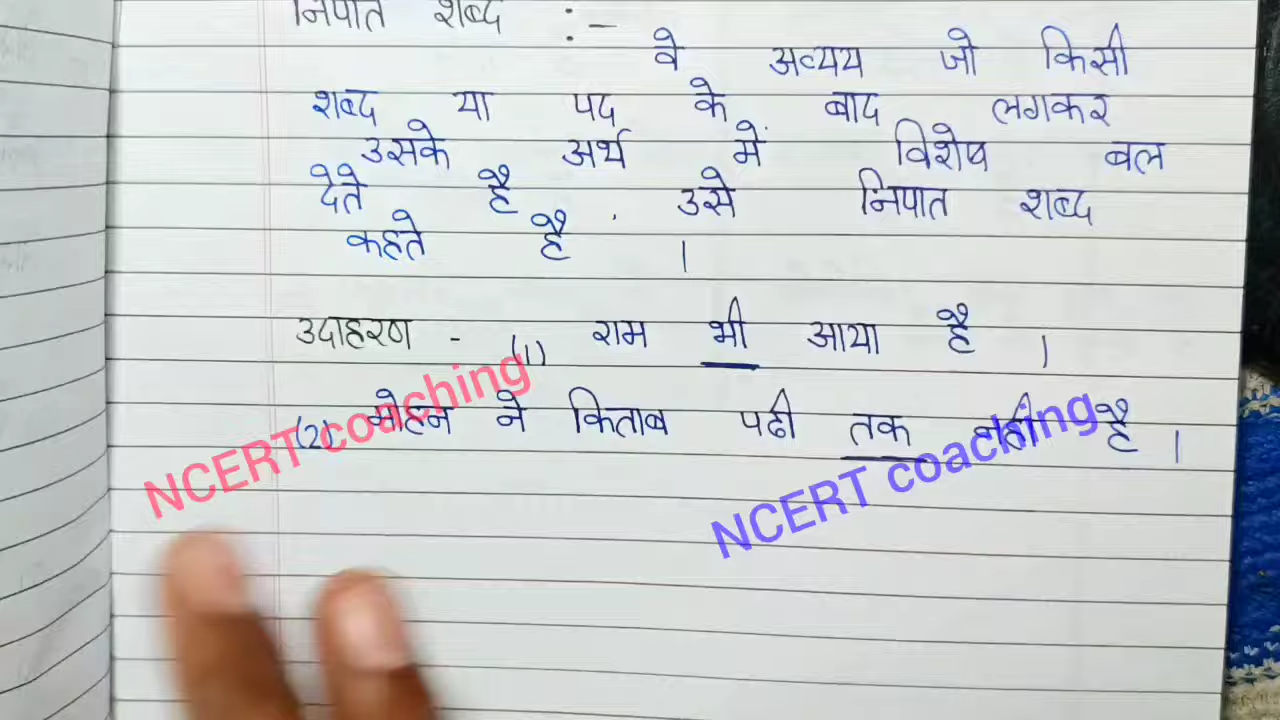 निपात शब्द :-
वे अव्यय जो किसी
शब्द या पद के बाद लगकर
उसके अर्थ में विशेष बल
देते है , उसे निपात शब्द
कहते है ।
उदाहरण - (1) राम भी आया है ।
(2) मोहन ने किताब पढी तक नही है ।
NCERT coaching
NCERT coaching